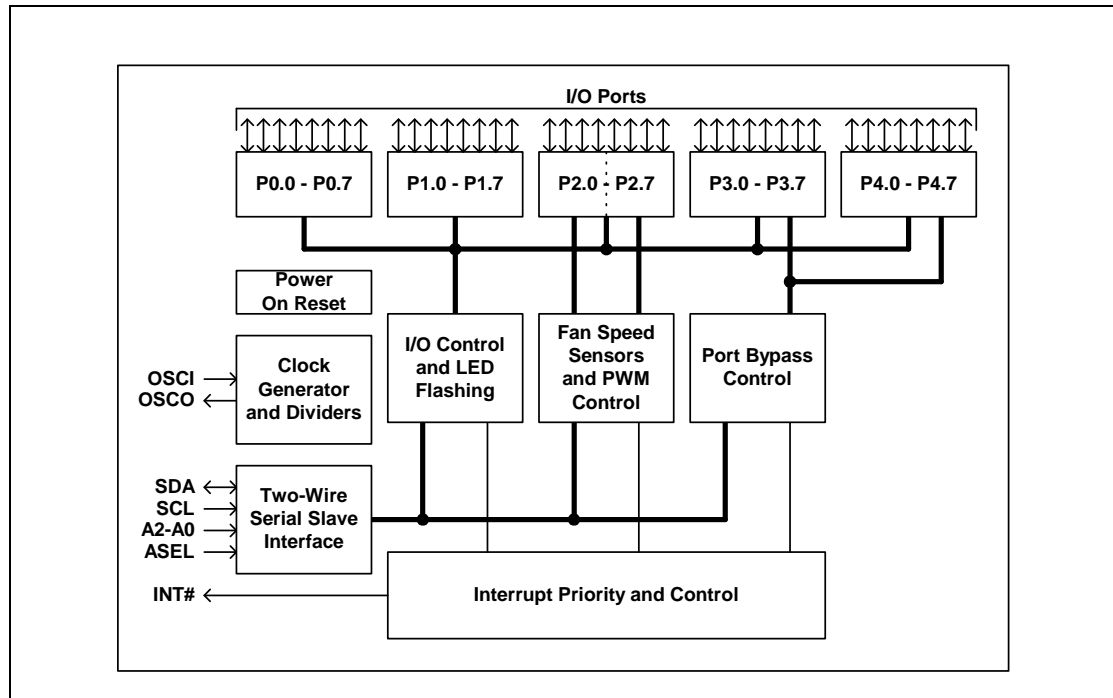 I/O Ports
P0.0 - P0.7
P1.0 - P1.7
P2.0 - P2.7
P3.0 - P3.7
P4.0 - P4.7
Power
On Reset
I/O Control
and LED
Flashing
Fan Speed
Sensors
and PWM
Control
Port Bypass
Control
OSCI
OSCO
Clock
Generator
and Dividers
SDA
SCL
A2-A0
ASEL
Two-Wire
Serial Slave
Interface
INT#
Interrupt Priority and Control